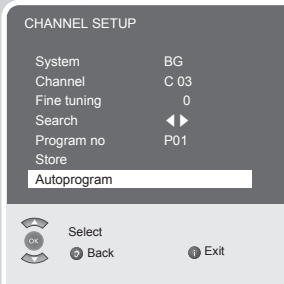 CHANNEL SETUP
System BG
Channel C 03
Fine tuning 0
Search ◀ ▶
Program no P01
Store
Autoprogram
OK Select
Back i Exit